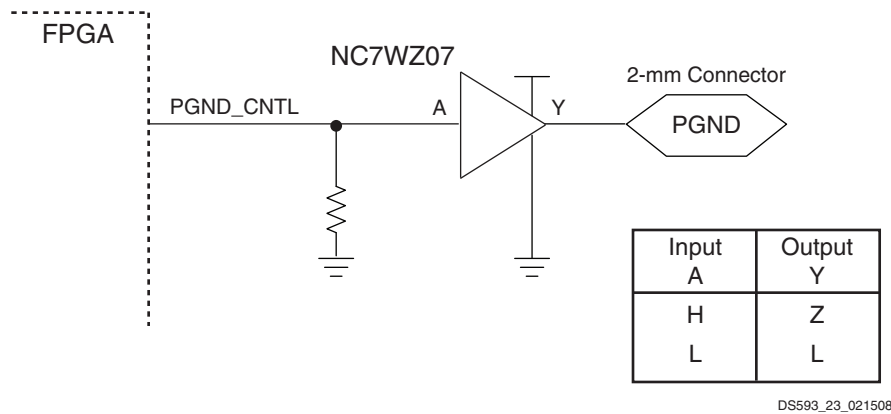 FPGA
NC7WZ07
2-mm Connector
PGND_CNTL
A
Y
PGND
Input Output
A Y
H Z
L L
DS593_23_021508